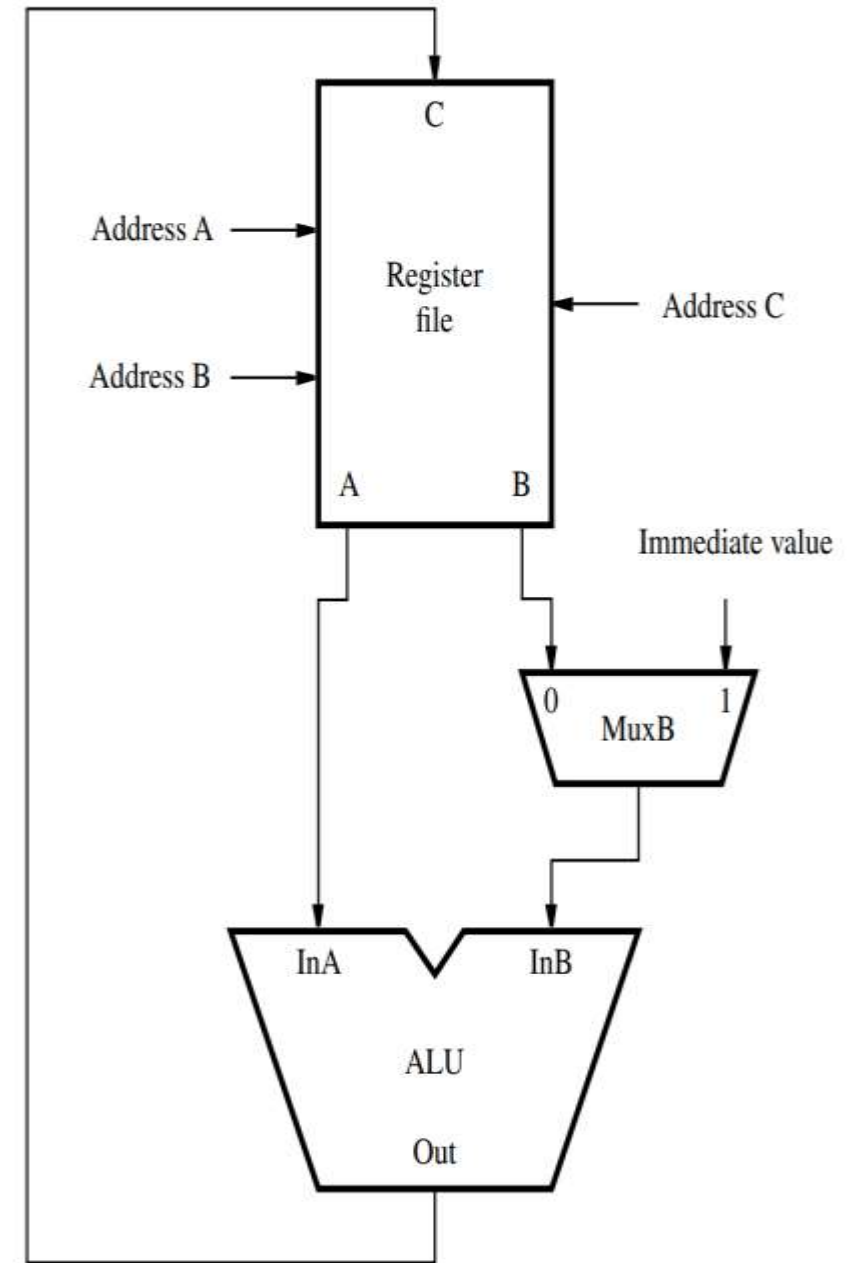 C
Address A
Register
file
Address C
Address B
A
B
Immediate value
0
1
MuxB
InA
InB
ALU
Out